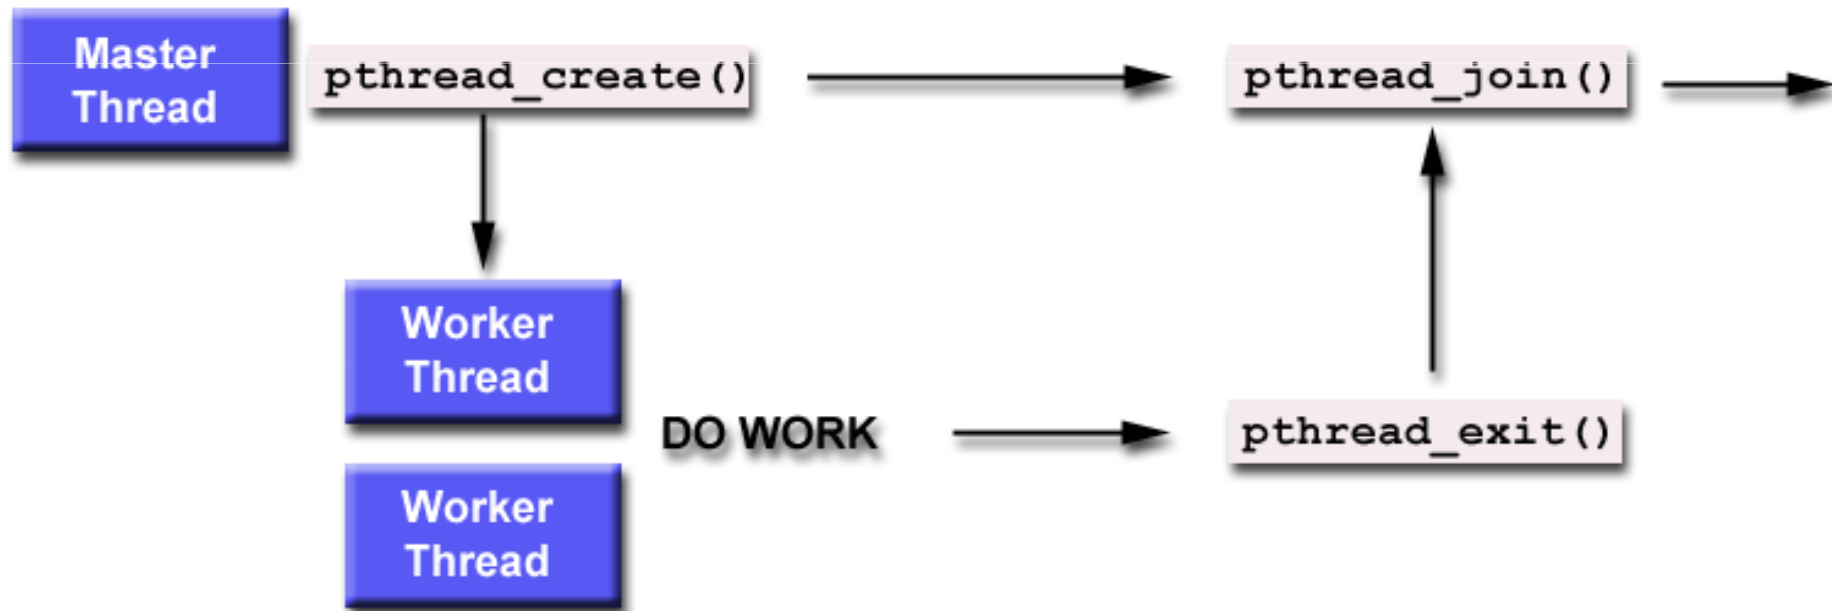 Master
Thread
pthread_create()
pthread_join()
Worker
Thread
DO WORK
pthread_exit()
Worker
Thread